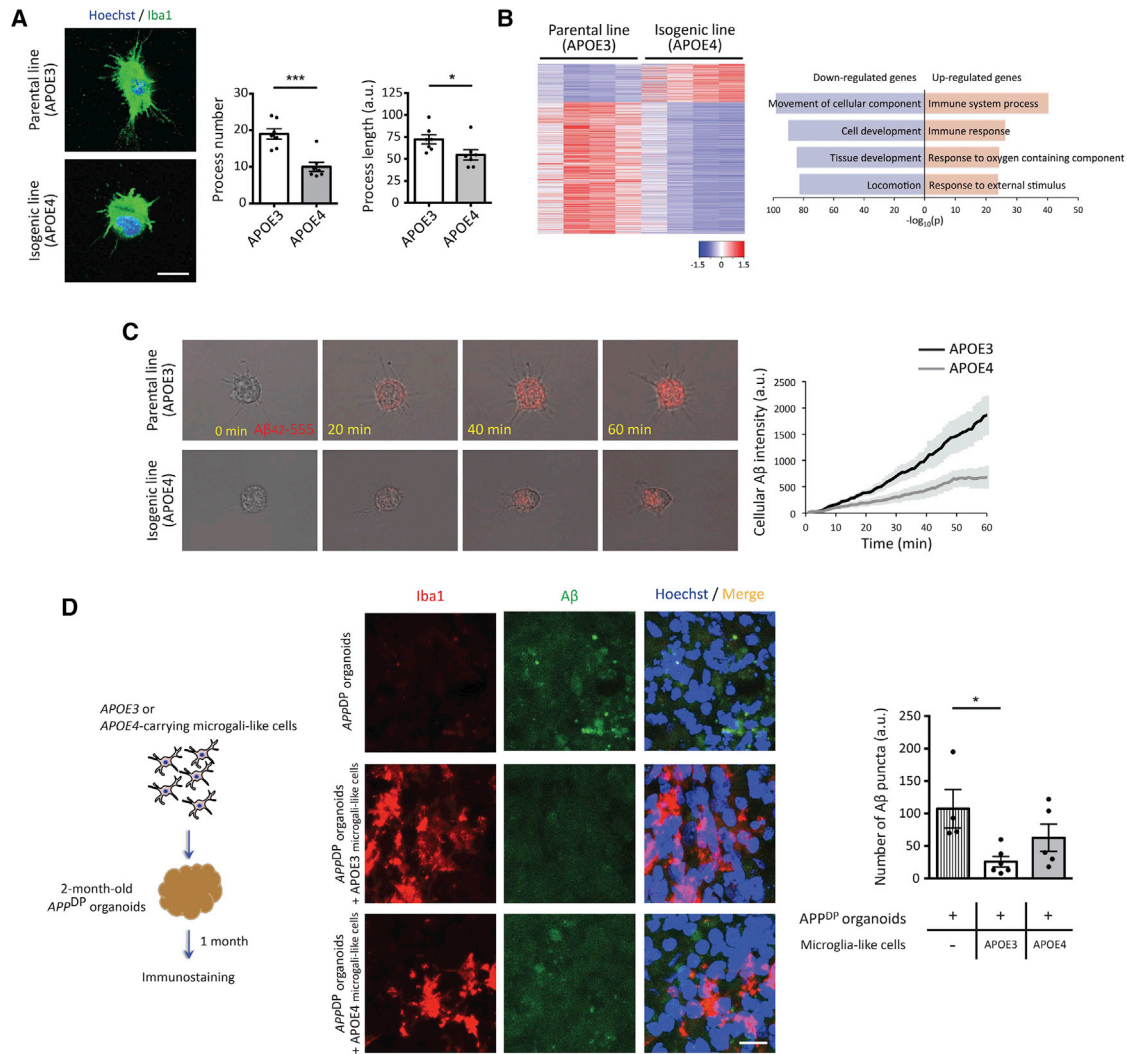 A
Hoechst / Iba1
Parental line
(APOE3)
Isogenic line
(APOE4)
Process number
30
20
10
0
***
APOE3
APOE4
Process length (a.u.)
125
100
75
50
25
0
*
APOE3
APOE4
B
Parental line
(APOE3)
Isogenic line
(APOE4)
-1.5
0
1.5
Down-regulated genes
Up-regulated genes
Movement of cellular component
Immune system process
Cell development
Immune response
Tissue development
Response to oxygen containing component
Locomotion
Response to external stimulus
100 80 60 40 20 0 10 20 30 40 50
-log10(p)
C
Parental line
(APOE3)
0 min
Aβ42-555
20 min
40 min
60 min
Isogenic line
(APOE4)
APOE3
APOE4
Cellular Aβ intensity (a.u.)
2500
2000
1500
1000
500
0
0 10 20 30 40 50 60
Time (min)
D
APOE3 or
APOE4-carrying microgali-like cells
2-month-old
APPDP organoids
1 month
Immunostaining
Iba1
Aβ
Hoechst / Merge
APPDP organoids
APPDP organoids
+ APOE3 microgali-like cells
APPDP organoids
+ APOE4 microgali-like cells
Number of Aβ puncta (a.u.)
250
200
150
100
50
0
*
APPDP organoids
+ + +
Microglia-like cells
- APOE3 APOE4